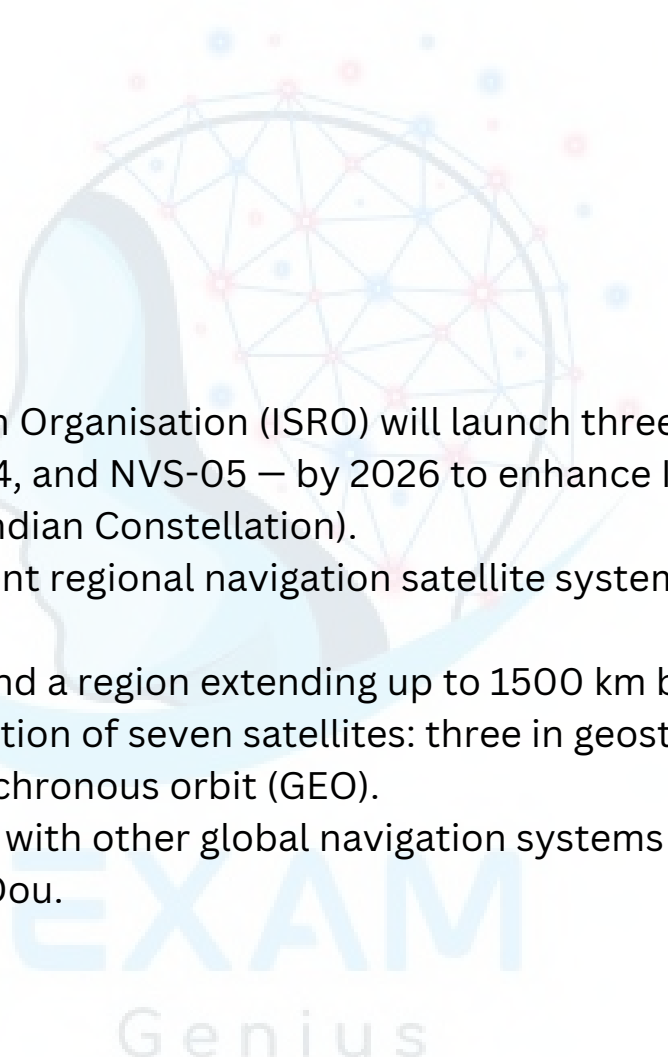 Organisation (ISRO) will launch three
4, and NVS-05 — by 2026 to enhance
ndian Constellation).
nt regional navigation satellite system
nd a region extending up to 1500 km b
tion of seven satellites: three in geost
chronous orbit (GEO).
with other global navigation systems
Dou.
EXAM
Genius